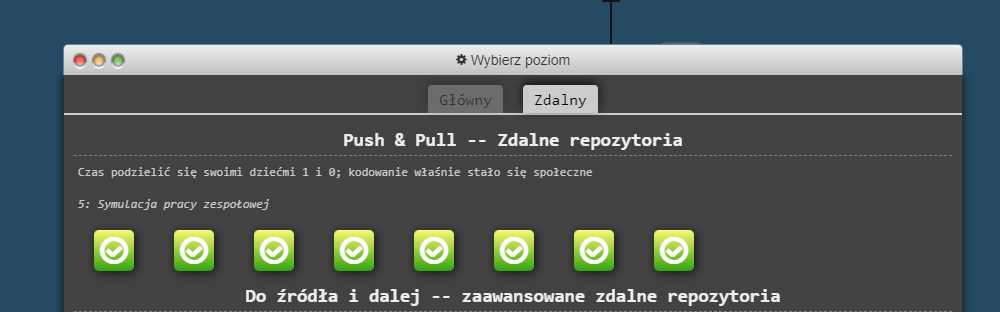 Wybierz poziom
Główny Zdalny
Push & Pull -- Zdalne repozytoria
Czas podzielić się swoimi dziećmi 1 i 0; kodowanie właśnie stało się społeczne
5: Symulacja pracy zespołowej
Do źródła i dalej -- zaawansowane zdalne repozytoria